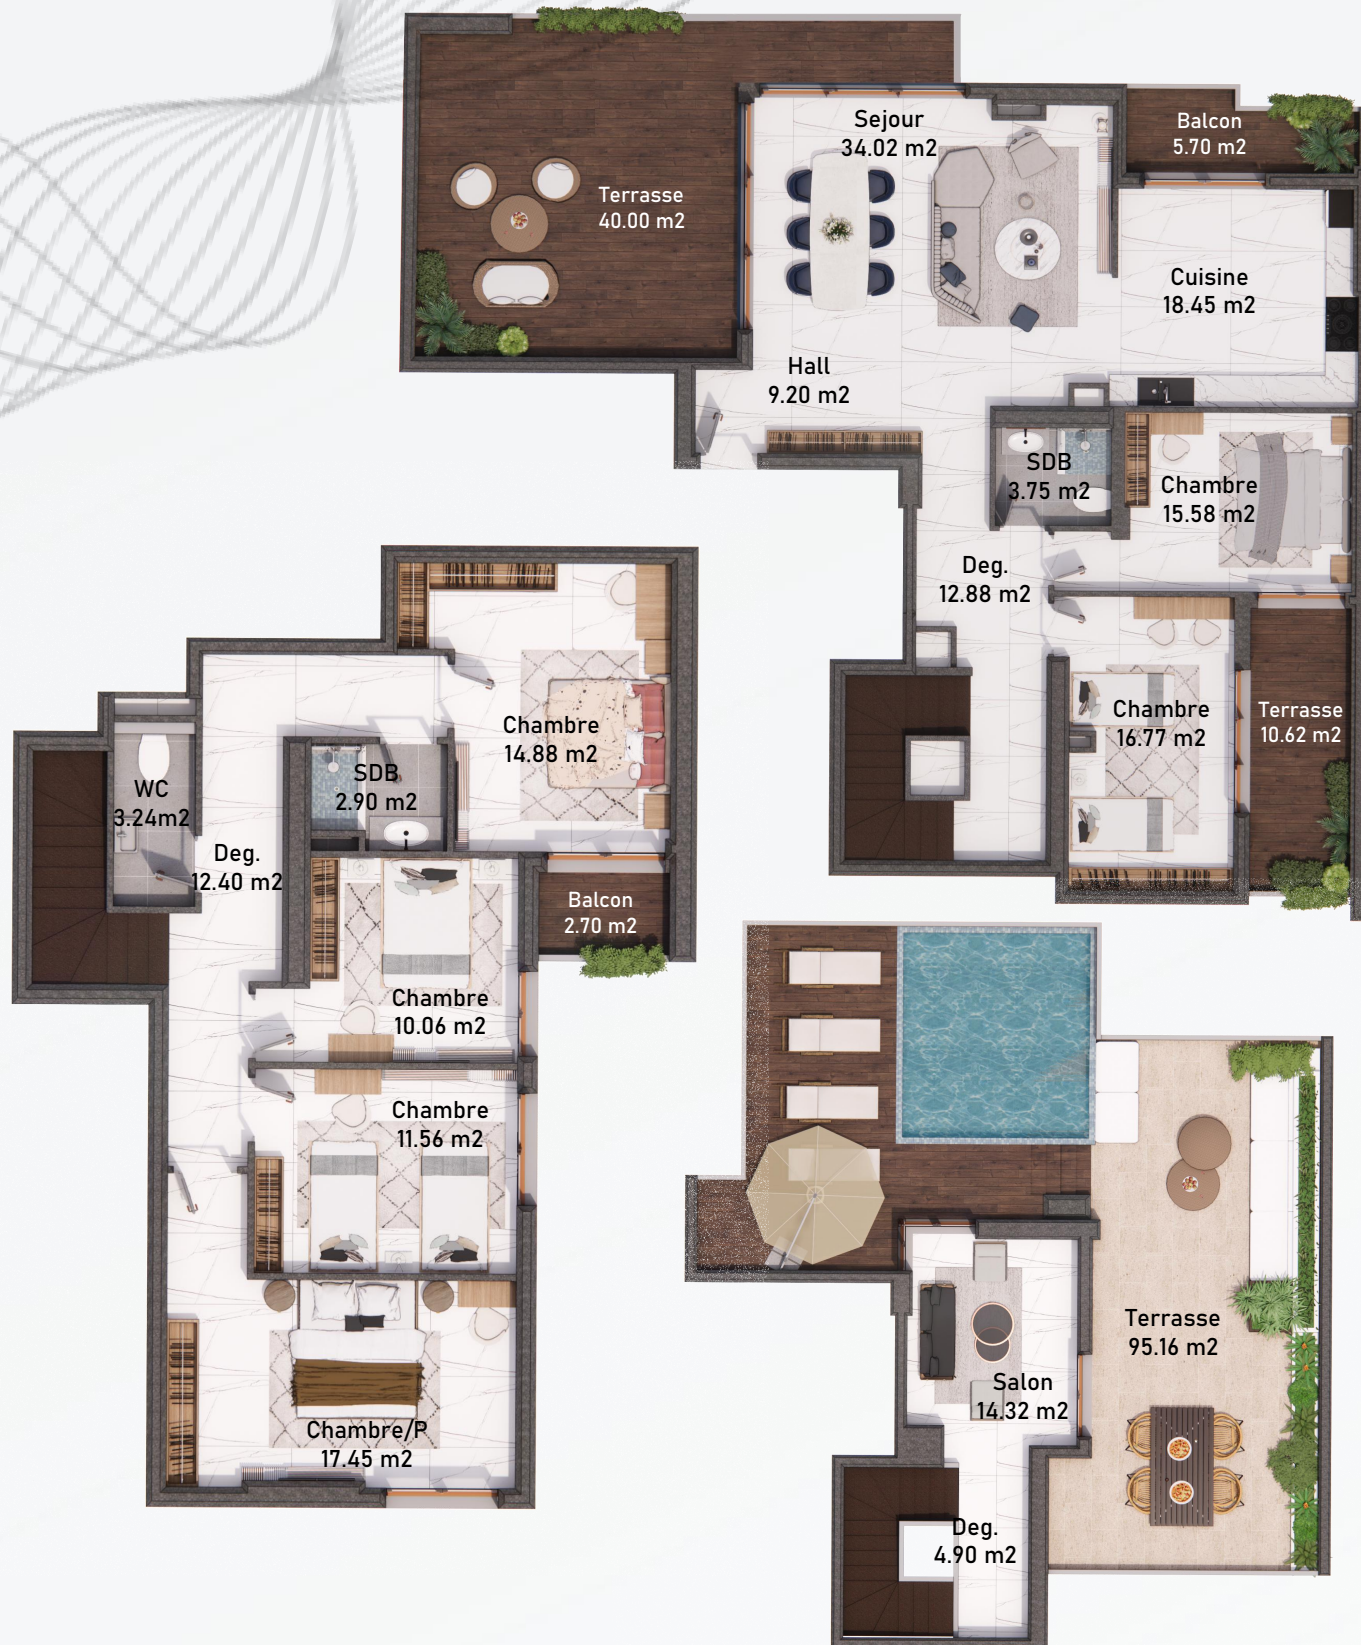 Sejour
34.02 m2
Balcon
5.70 m2
Terrasse
40.00 m2
Cuisine
18.45 m2
Hall
9.20 m2
SDB
3.75 m2
Chambre
15.58 m2
Deg.
12.88 m2
Chambre
16.77 m2
Terrasse
10.62 m2
Chambre
14.88 m2
SDB
2.90 m2
WC
3.24m2
Deg.
12.40 m2
Balcon
2.70 m2
Chambre
10.06 m2
Chambre
11.56 m2
Chambre/P
17.45 m2
Terrasse
95.16 m2
Salon
14.32 m2
Deg.
4.90 m2